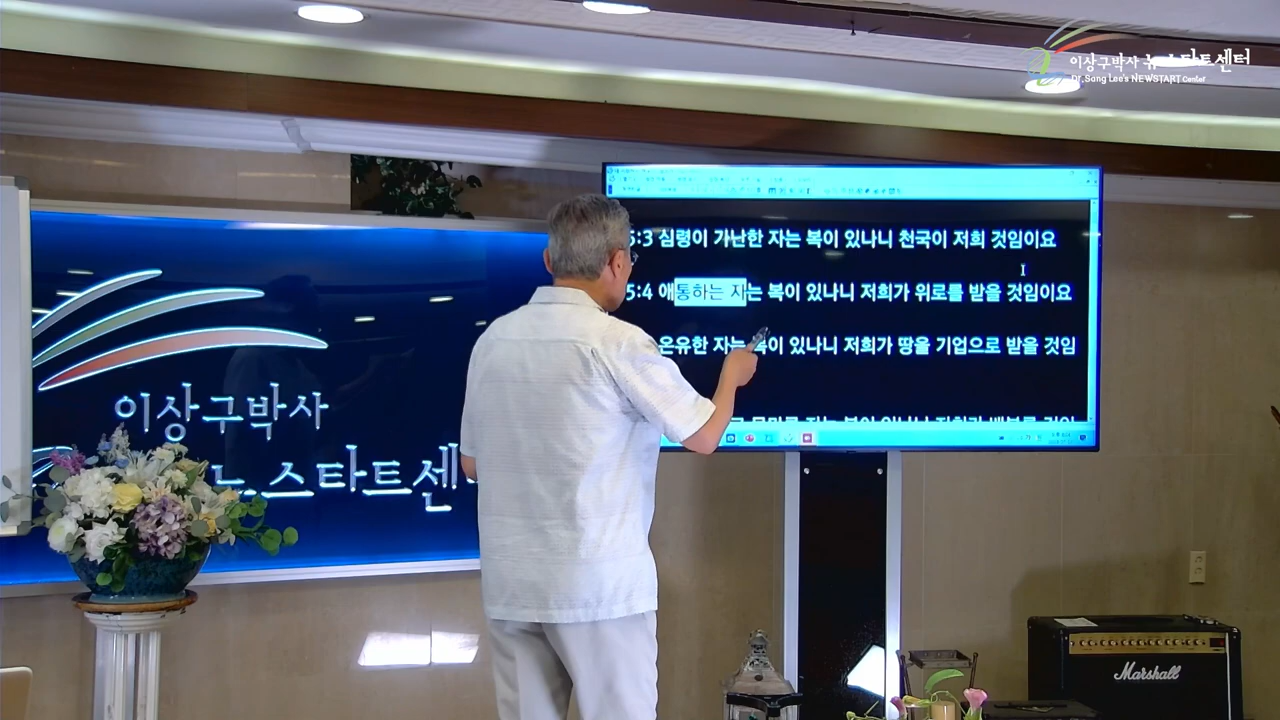 이상구박사 뉴스타트센터
Dr. Sang Lee's NEWSTART Center
5:3 심령이 가난한 자는 복이 있나니 천국이 저희 것임이요
5:4 애통하는 자는 복이 있나니 저희가 위로를 받을 것임이요
온유한 자는 복이 있나니 저희가 땅을 기업으로 받을 것임
이상구박사
스타트센
Marshall